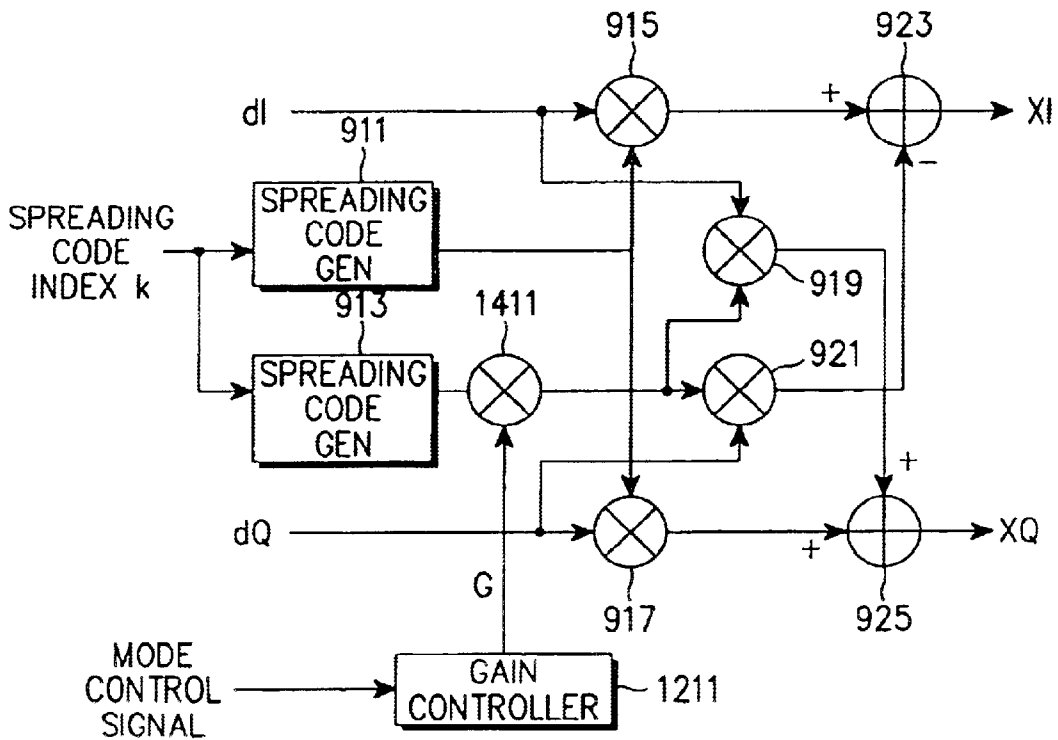 915
923
dI
+
XI
911
-
SPREADING
CODE
INDEX k
SPREADING
CODE
GEN
919
913
1411
921
SPREADING
CODE
GEN
+
dQ
+
XQ
G
917
925
MODE
CONTROL
SIGNAL
GAIN
CONTROLLER
1211